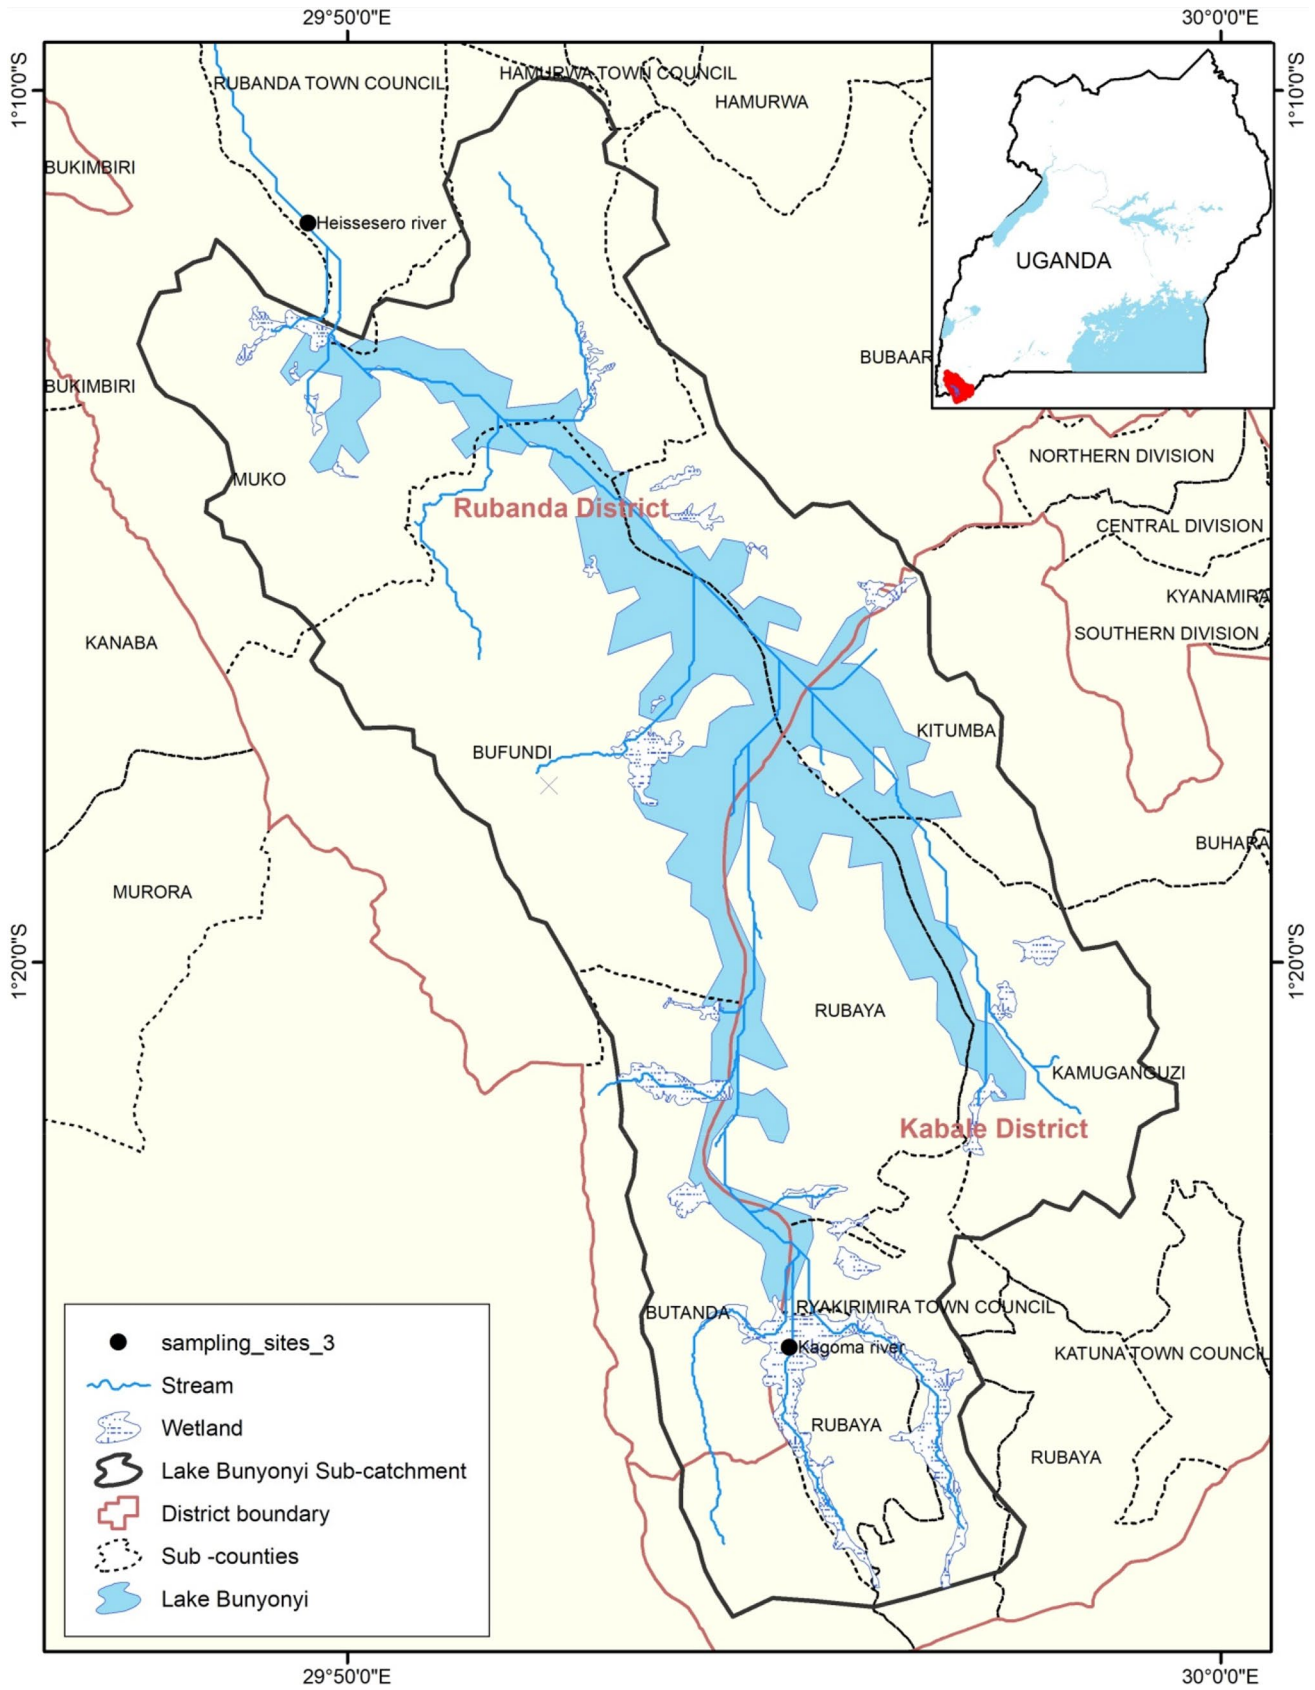 29°50'0"E
30°0'0"E
1°10'0"S
1°10'0"S
RUBANDA TOWN COUNCIL
HAMURWA TOWN COUNCIL
HAMURWA
BUKIMBIRI
Heissesero river
UGANDA
BUBAAR
BUKIMBIRI
NORTHERN DIVISION
MUKO
Rubanda District
CENTRAL DIVISION
KYANAMIRA
SOUTHERN DIVISION
KANABA
KITUMBA
BUFUNDI
BUHARA
MURORA
1°20'0"S
1°20'0"S
RUBAYA
KAMUGANGUZI
Kabale District
BUTANDA
RYAKIRIMIRA TOWN COUNCIL
Kagoma river
KATUNA TOWN COUNCIL
RUBAYA
RUBAYA
sampling_sites_3
Stream
Wetland
Lake Bunyonyi Sub-catchment
District boundary
Sub -counties
Lake Bunyonyi
29°50'0"E
30°0'0"E